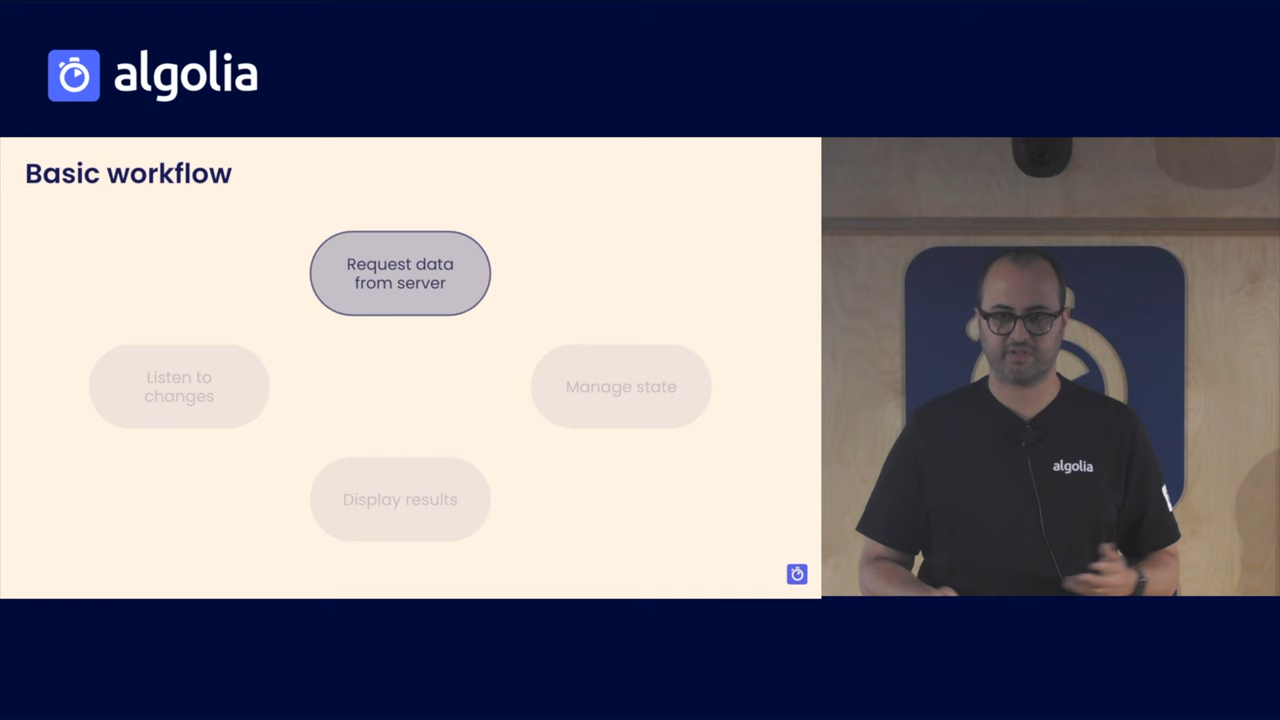 algolia
Basic workflow
Request data
from server
Listen to
changes
Manage state
Display results
algolia